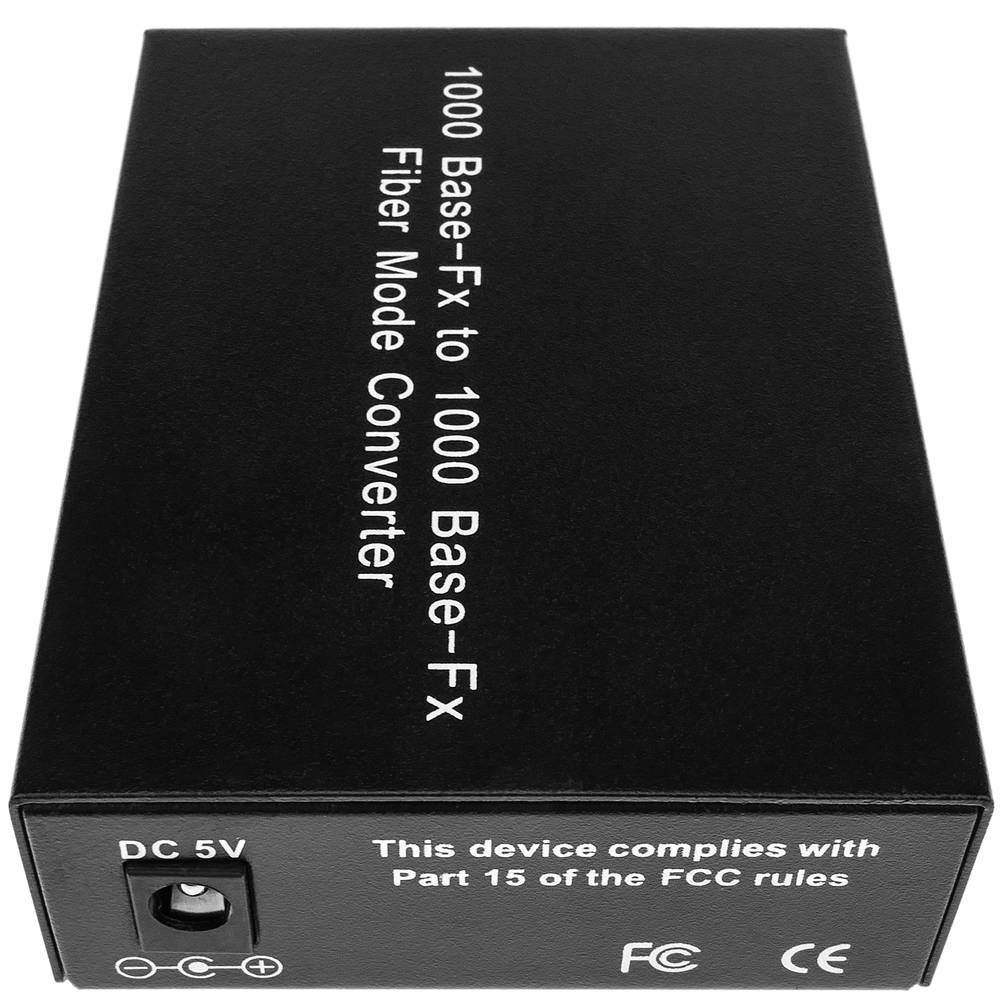 1000 Base-Fx to 1000 Base-Fx
Fiber Mode Converter
DC 5V
This device complies with
Part 15 of the FCC rules
FC CE